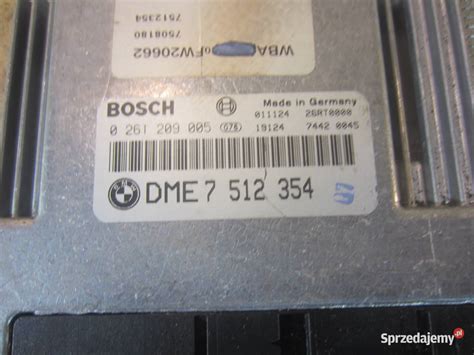 7512354
7508180
WBA FW20662
BOSCH
Made in Germany
0 261 209 005
011124 26RT0000
19124 7442 0045
DME 7 512 354
Sprzedajemy.pl